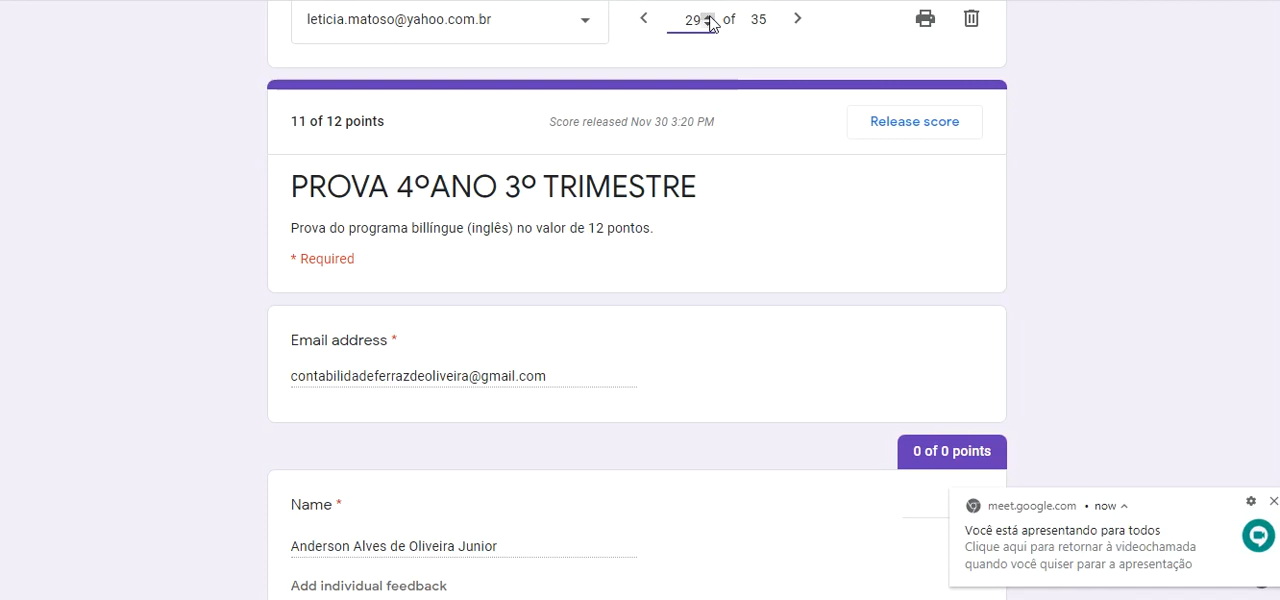 leticia.matoso@yahoo.com.br
29 of 35
11 of 12 points
Score released Nov 30 3:20 PM
Release score
PROVA 4ºANO 3º TRIMESTRE
Prova do programa billíngue (inglês) no valor de 12 pontos.
* Required
Email address *
contabilidadeferrazdeoliveira@gmail.com
0 of 0 points
Name *
Anderson Alves de Oliveira Junior
Add individual feedback
meet.google.com • now
Você está apresentando para todos
Clique aqui para retornar à videochamada
quando você quiser parar a apresentação